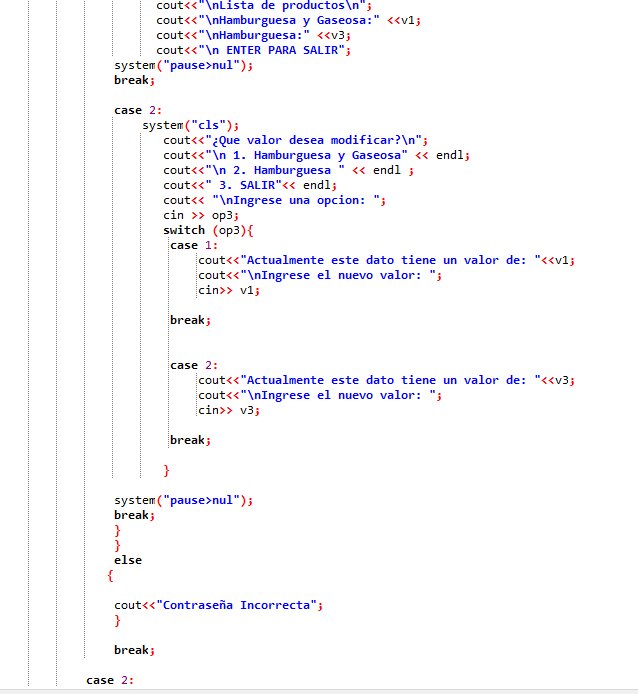 cout<<"\nLista de productos\n";
cout<<"\nHamburguesa y Gaseosa:" <<v1;
cout<<"\nHamburguesa:" <<v3;
cout<<"\n ENTER PARA SALIR";
system("pause>nul");
break;
case 2:
system("cls");
cout<<"¿Que valor desea modificar?\n";
cout<<"\n 1. Hamburguesa y Gaseosa" << endl;
cout<<"\n 2. Hamburguesa " << endl ;
cout<<" 3. SALIR"<< endl;
cout<< "\nIngrese una opcion: ";
cin >> op3;
switch (op3){
case 1:
cout<<"Actualmente este dato tiene un valor de: "<<v1;
cout<<"\nIngrese el nuevo valor: ";
cin>> v1;
break;
case 2:
cout<<"Actualmente este dato tiene un valor de: "<<v3;
cout<<"\nIngrese el nuevo valor: ";
cin>> v3;
break;
}
system("pause>nul");
break;
}
}
else
{
cout<<"Contraseña Incorrecta";
}
break;
case 2: